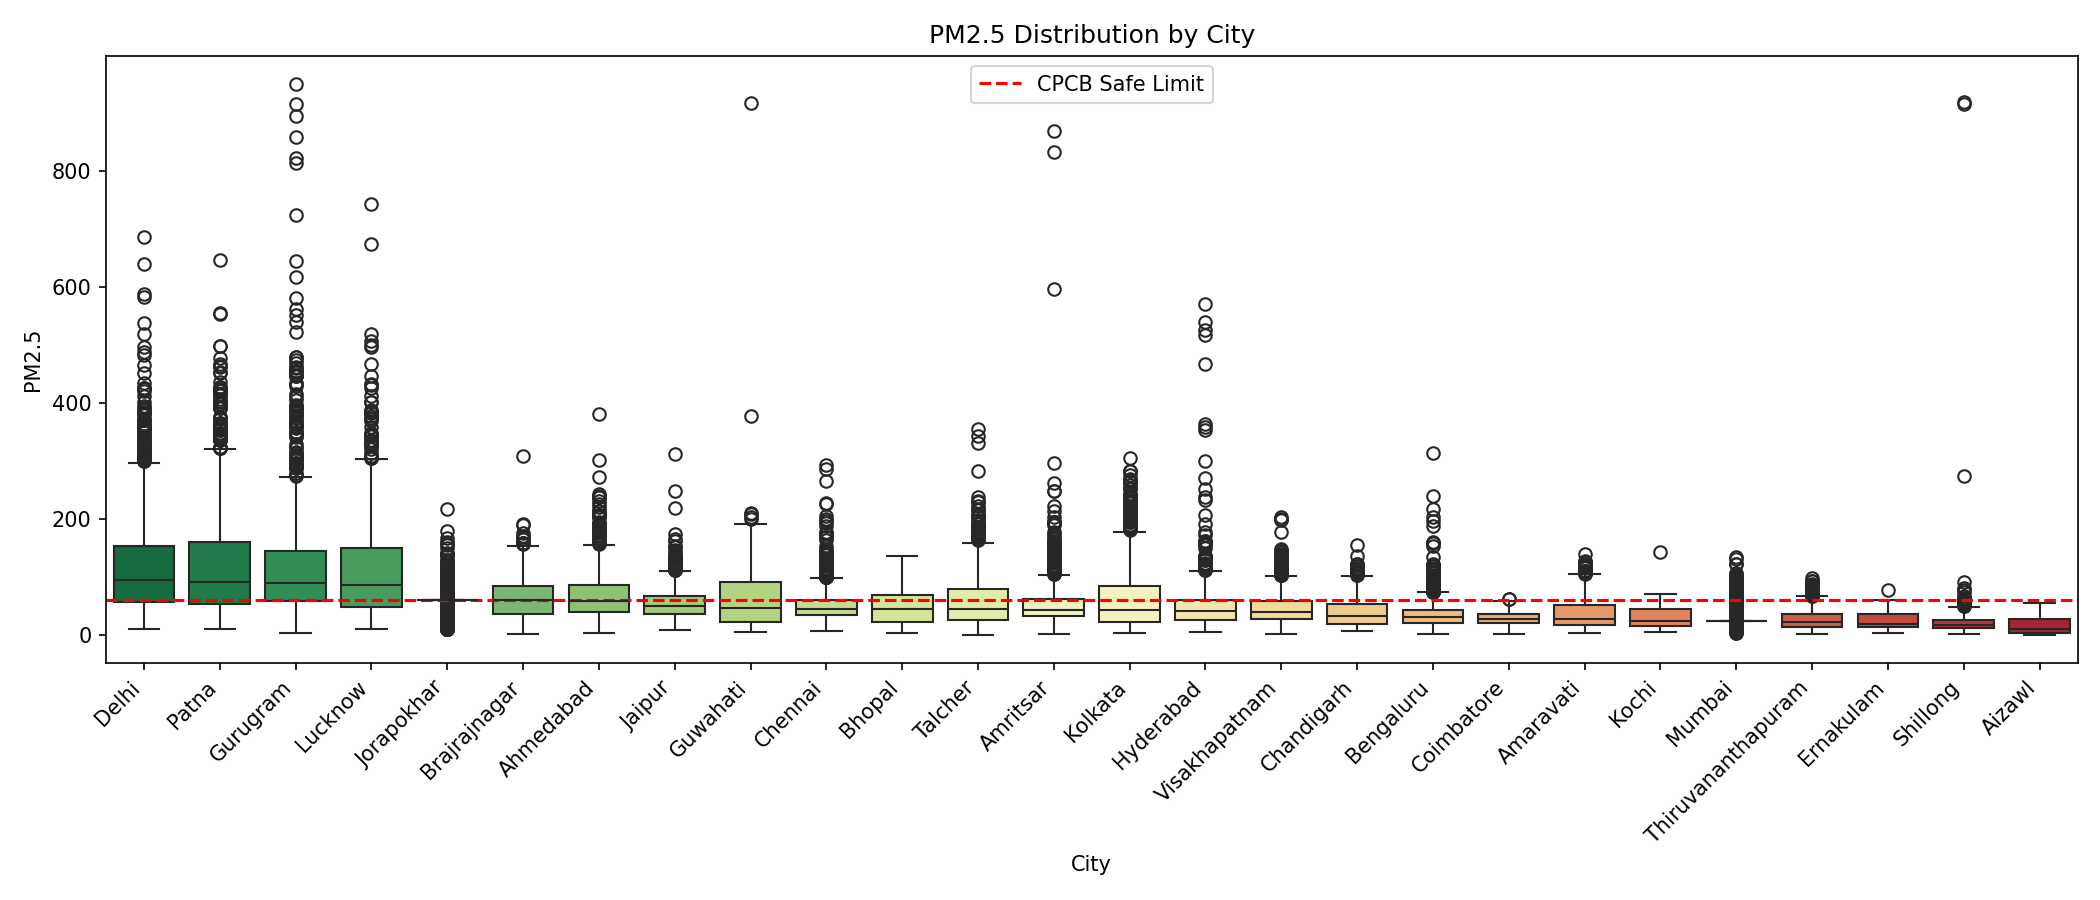 PM2.5 Distribution by City
CPCB Safe Limit
PM2.5
800
600
400
200
0
Delhi
Patna
Gurugram
Lucknow
Jorapokhar
Brajrajnagar
Ahmedabad
Jaipur
Guwahati
Chennai
Bhopal
Talcher
Amritsar
Kolkata
Hyderabad
Visakhapatnam
Chandigarh
Bengaluru
Coimbatore
Amaravati
Kochi
Mumbai
Thiruvananthapuram
Ernakulam
Shillong
Aizawl
City